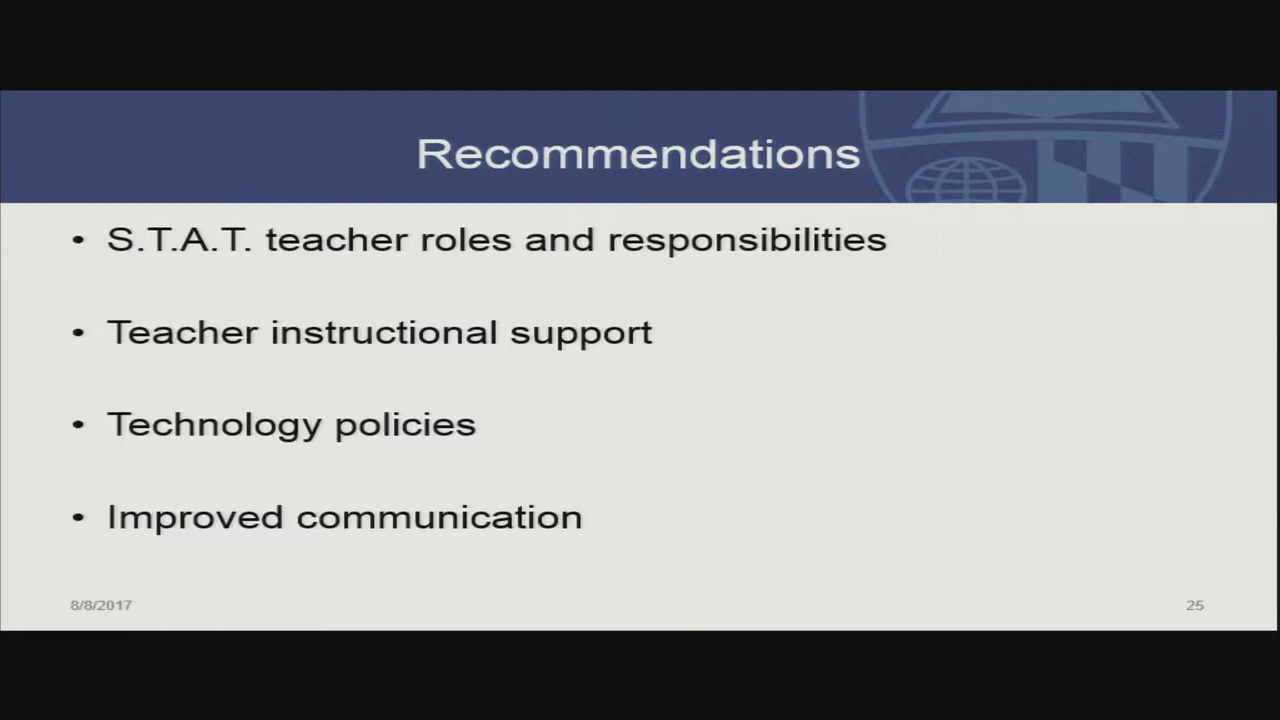 Recommendations
• S.T.A.T. teacher roles and responsibilities
• Teacher instructional support
• Technology policies
• Improved communication
8/8/2017
25